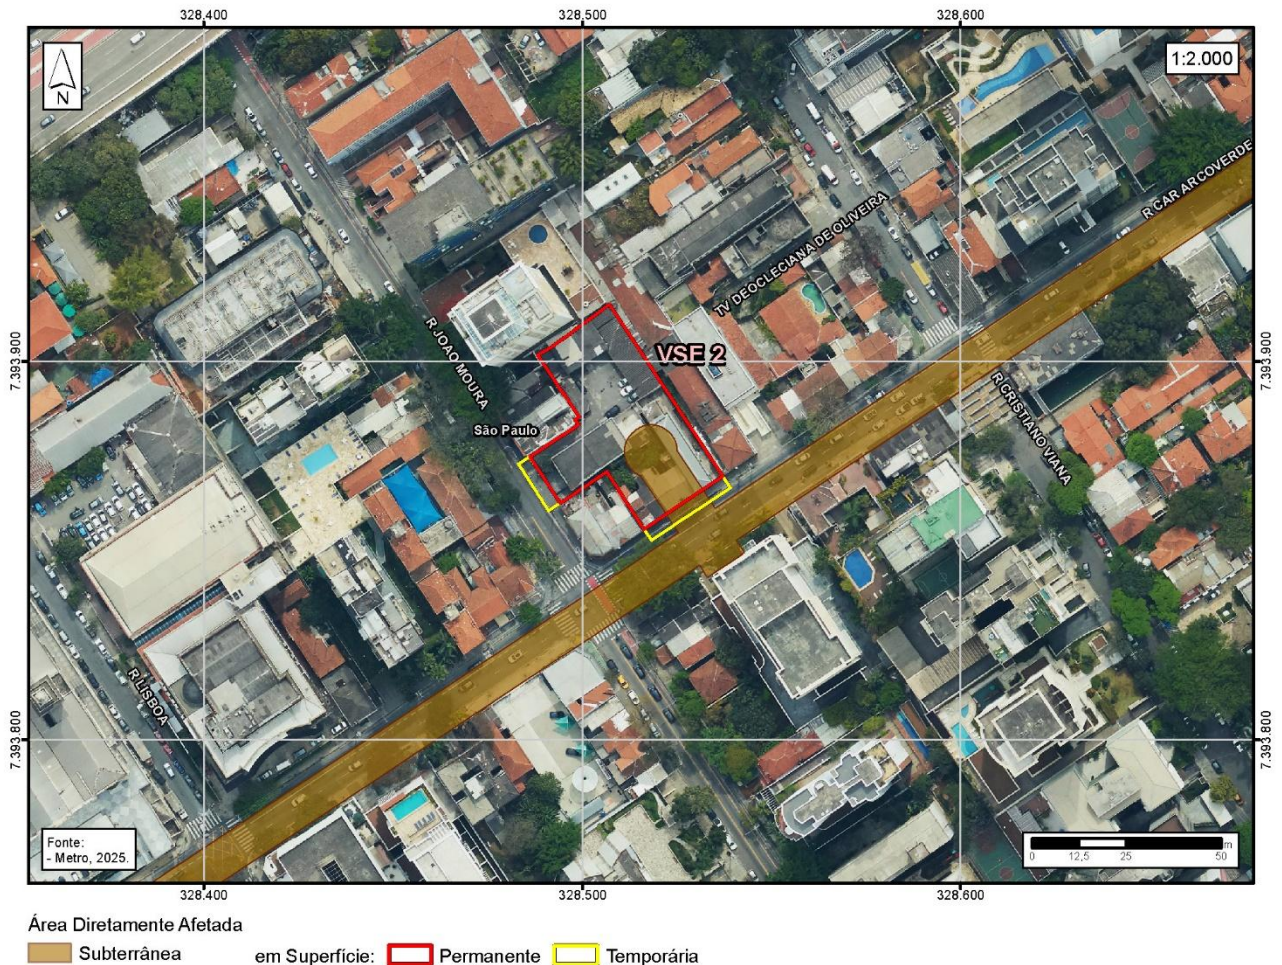 328.400
328.500
328.600
1:2.000
N
R CAR ARCOVERDE
TV DEOCLECIANA DE OLIVEIRA
7.393.900
7.393.900
R JOAO MOURA
VSE 2
R CRISTIANO VIANA
São Paulo
R LISBOA
7.393.800
7.393.800
Fonte:
- Metro, 2025.
m
0 12,5 25 50
328.400
328.500
328.600
Área Diretamente Afetada
Subterrânea
em Superfície:
Permanente
Temporária